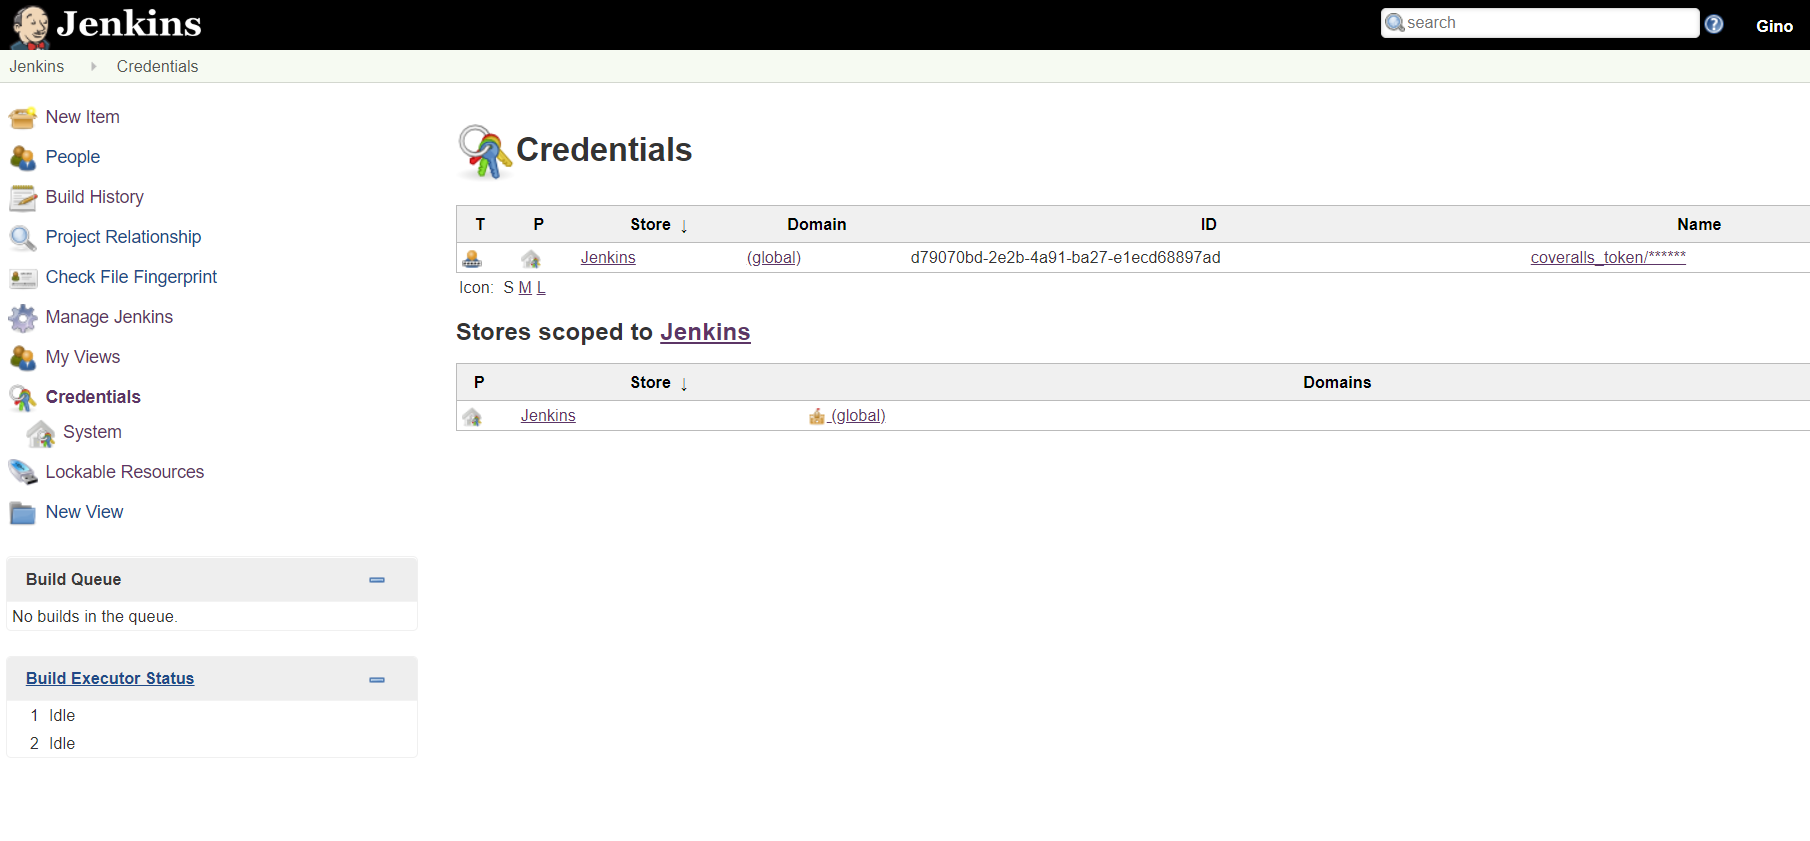 Jenkins
search
Gino
Jenkins
Credentials
New Item
People
Build History
Project Relationship
Check File Fingerprint
Manage Jenkins
My Views
Credentials
System
Lockable Resources
New View
Build Queue
No builds in the queue.
Build Executor Status
1 Idle
2 Idle
Credentials
T P Store ↓ Domain ID Name
Jenkins (global) d79070bd-2e2b-4a91-ba27-e1ecd68897ad coveralls_token/******
Icon: S M L
Stores scoped to Jenkins
P Store ↓ Domains
Jenkins (global)